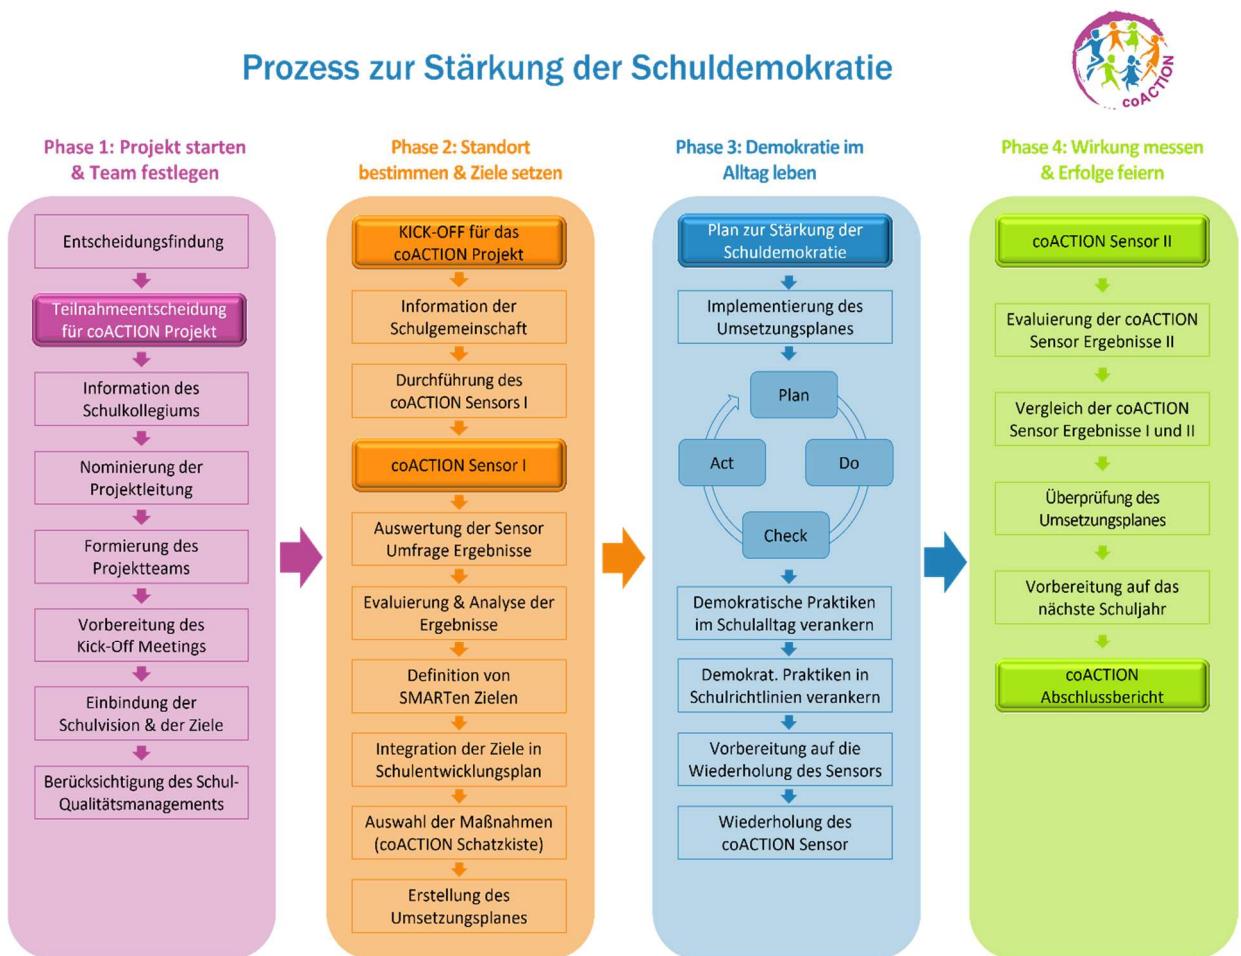 Prozess zur Stärkung der Schuldemokratie
coACTION
Phase 1: Projekt starten
& Team festlegen
Entscheidungsfindung
Teilnahmeentscheidung
für coACTION Projekt
Information des
Schulkollegiums
Nominierung der
Projektleitung
Formierung des
Projektteams
Vorbereitung des
Kick-Off Meetings
Einbindung der
Schulvision & der Ziele
Berücksichtigung des Schul-
Qualitätsmanagements
Phase 2: Standort
bestimmen & Ziele setzen
KICK-OFF für das
coACTION Projekt
Information der
Schulgemeinschaft
Durchführung des
coACTION Sensors I
coACTION Sensor I
Auswertung der Sensor
Umfrage Ergebnisse
Evaluierung & Analyse der
Ergebnisse
Definition von
SMARTen Zielen
Integration der Ziele in
Schulentwicklungsplan
Auswahl der Maßnahmen
(coACTION Schatzkiste)
Erstellung des
Umsetzungsplanes
Phase 3: Demokratie im
Alltag leben
Plan zur Stärkung der
Schuldemokratie
Implementierung des
Umsetzungsplanes
Plan
Act
Do
Check
Demokratische Praktiken
im Schulalltag verankern
Demokrat. Praktiken in
Schulrichtlinien verankern
Vorbereitung auf die
Wiederholung des Sensors
Wiederholung des
coACTION Sensor
Phase 4: Wirkung messen
& Erfolge feiern
coACTION Sensor II
Evaluierung der coACTION
Sensor Ergebnisse II
Vergleich der coACTION
Sensor Ergebnisse I und II
Überprüfung des
Umsetzungsplanes
Vorbereitung auf das
nächste Schuljahr
coACTION
Abschlussbericht